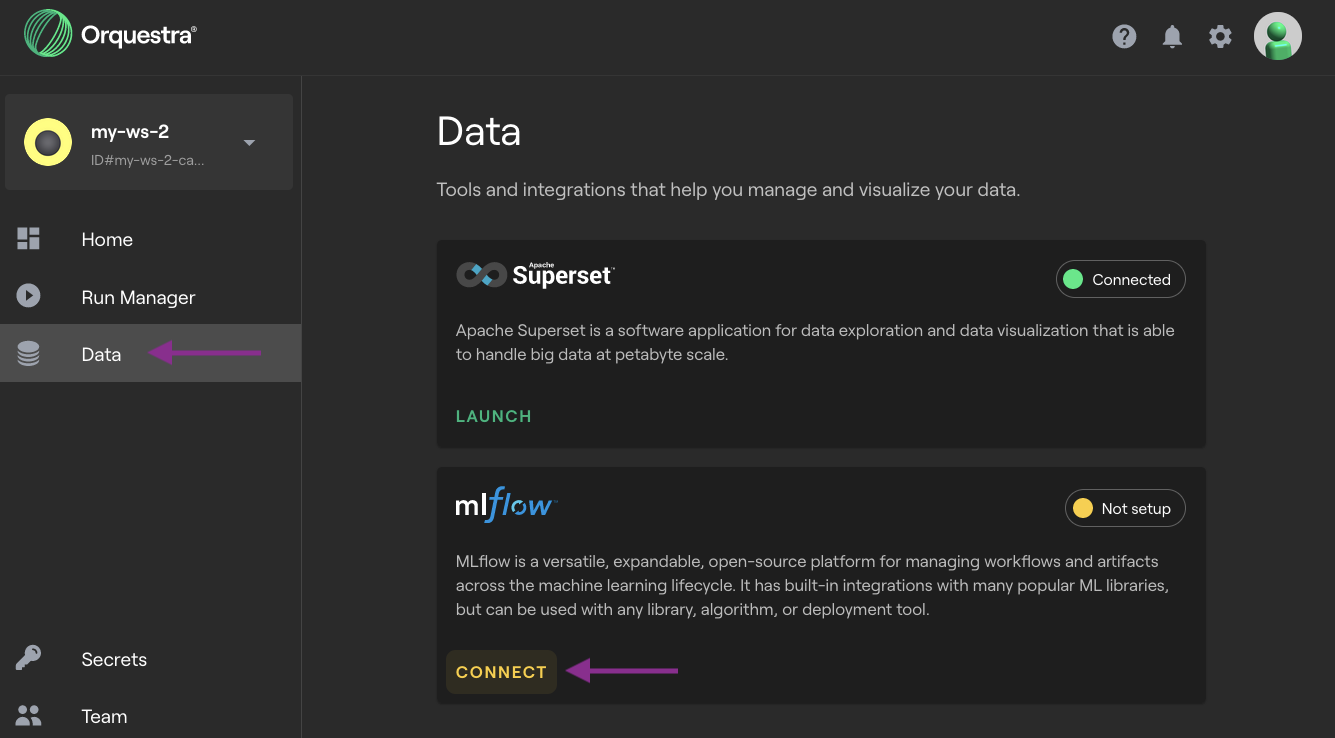 Orquestra®
my-ws-2
ID#my-ws-2-ca...
Home
Run Manager
Data
Secrets
Team
Data
Tools and integrations that help you manage and visualize your data.
Apache
Superset™
Connected
Apache Superset is a software application for data exploration and data visualization that is able
to handle big data at petabyte scale.
LAUNCH
mlflow™
Not setup
MLflow is a versatile, expandable, open-source platform for managing workflows and artifacts
across the machine learning lifecycle. It has built-in integrations with many popular ML libraries,
but can be used with any library, algorithm, or deployment tool.
CONNECT